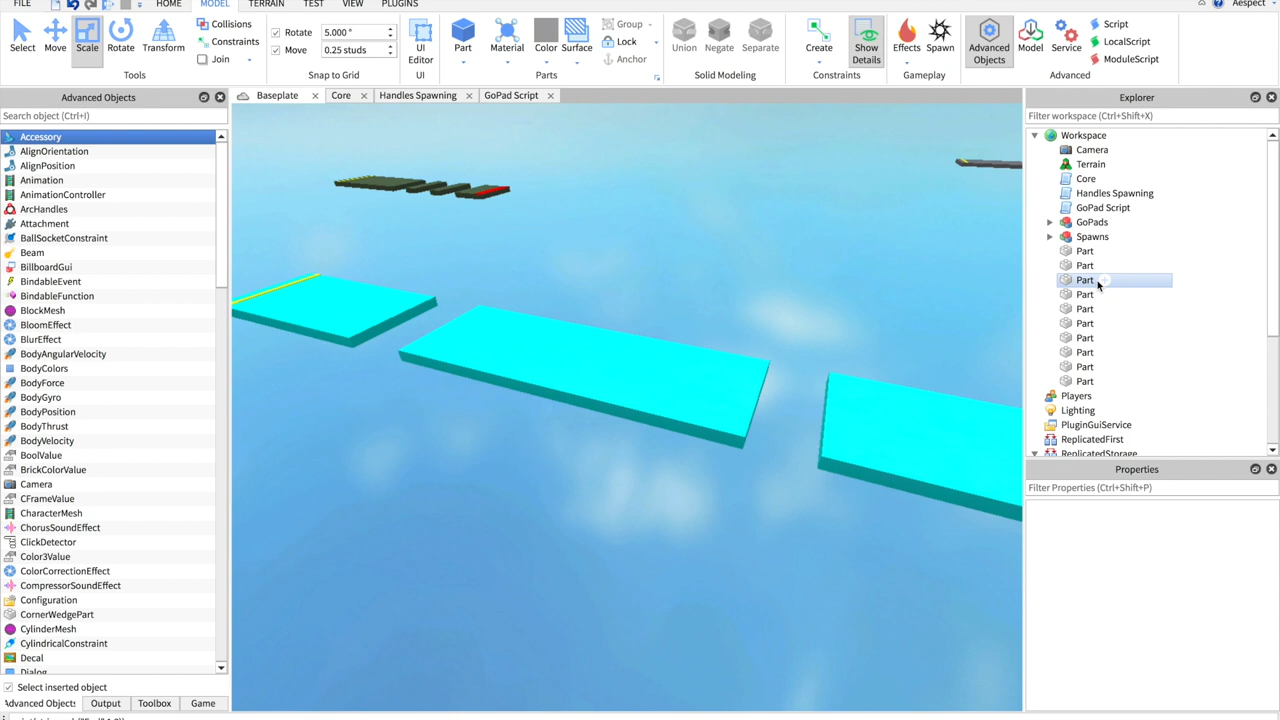 FILE HOME MODEL TERRAIN TEST VIEW PLUGINS Aespect
Select Move Scale Rotate Transform
Collisions
Constraints
Join
Tools
Rotate 5.000 °
Move 0.25 studs
Snap to Grid
UI Editor
UI
Part Material Color Surface
Group
Lock
Anchor
Parts
Union Negate Separate
Solid Modeling
Create Show Details
Constraints
Effects Spawn
Gameplay
Advanced Objects Model Service
Script
LocalScript
ModuleScript
Advanced
Advanced Objects
Search object (Ctrl+I)
Accessory
AlignOrientation
AlignPosition
Animation
AnimationController
ArcHandles
Attachment
BallSocketConstraint
Beam
BillboardGui
BindableEvent
BindableFunction
BlockMesh
BloomEffect
BlurEffect
BodyAngularVelocity
BodyColors
BodyForce
BodyGyro
BodyPosition
BodyThrust
BodyVelocity
BoolValue
BrickColorValue
Camera
CFrameValue
CharacterMesh
ChorusSoundEffect
ClickDetector
Color3Value
ColorCorrectionEffect
CompressorSoundEffect
Configuration
CornerWedgePart
CylinderMesh
CylindricalConstraint
Decal
Dialog
Select inserted object
Advanced Objects Output Toolbox Game
Baseplate Core Handles Spawning GoPad Script
Explorer
Filter workspace (Ctrl+Shift+X)
Workspace
Camera
Terrain
Core
Handles Spawning
GoPad Script
GoPads
Spawns
Part
Part
Part
Part
Part
Part
Part
Part
Part
Part
Players
Lighting
PluginGuiService
ReplicatedFirst
ReplicatedStorage
Properties
Filter Properties (Ctrl+Shift+P)